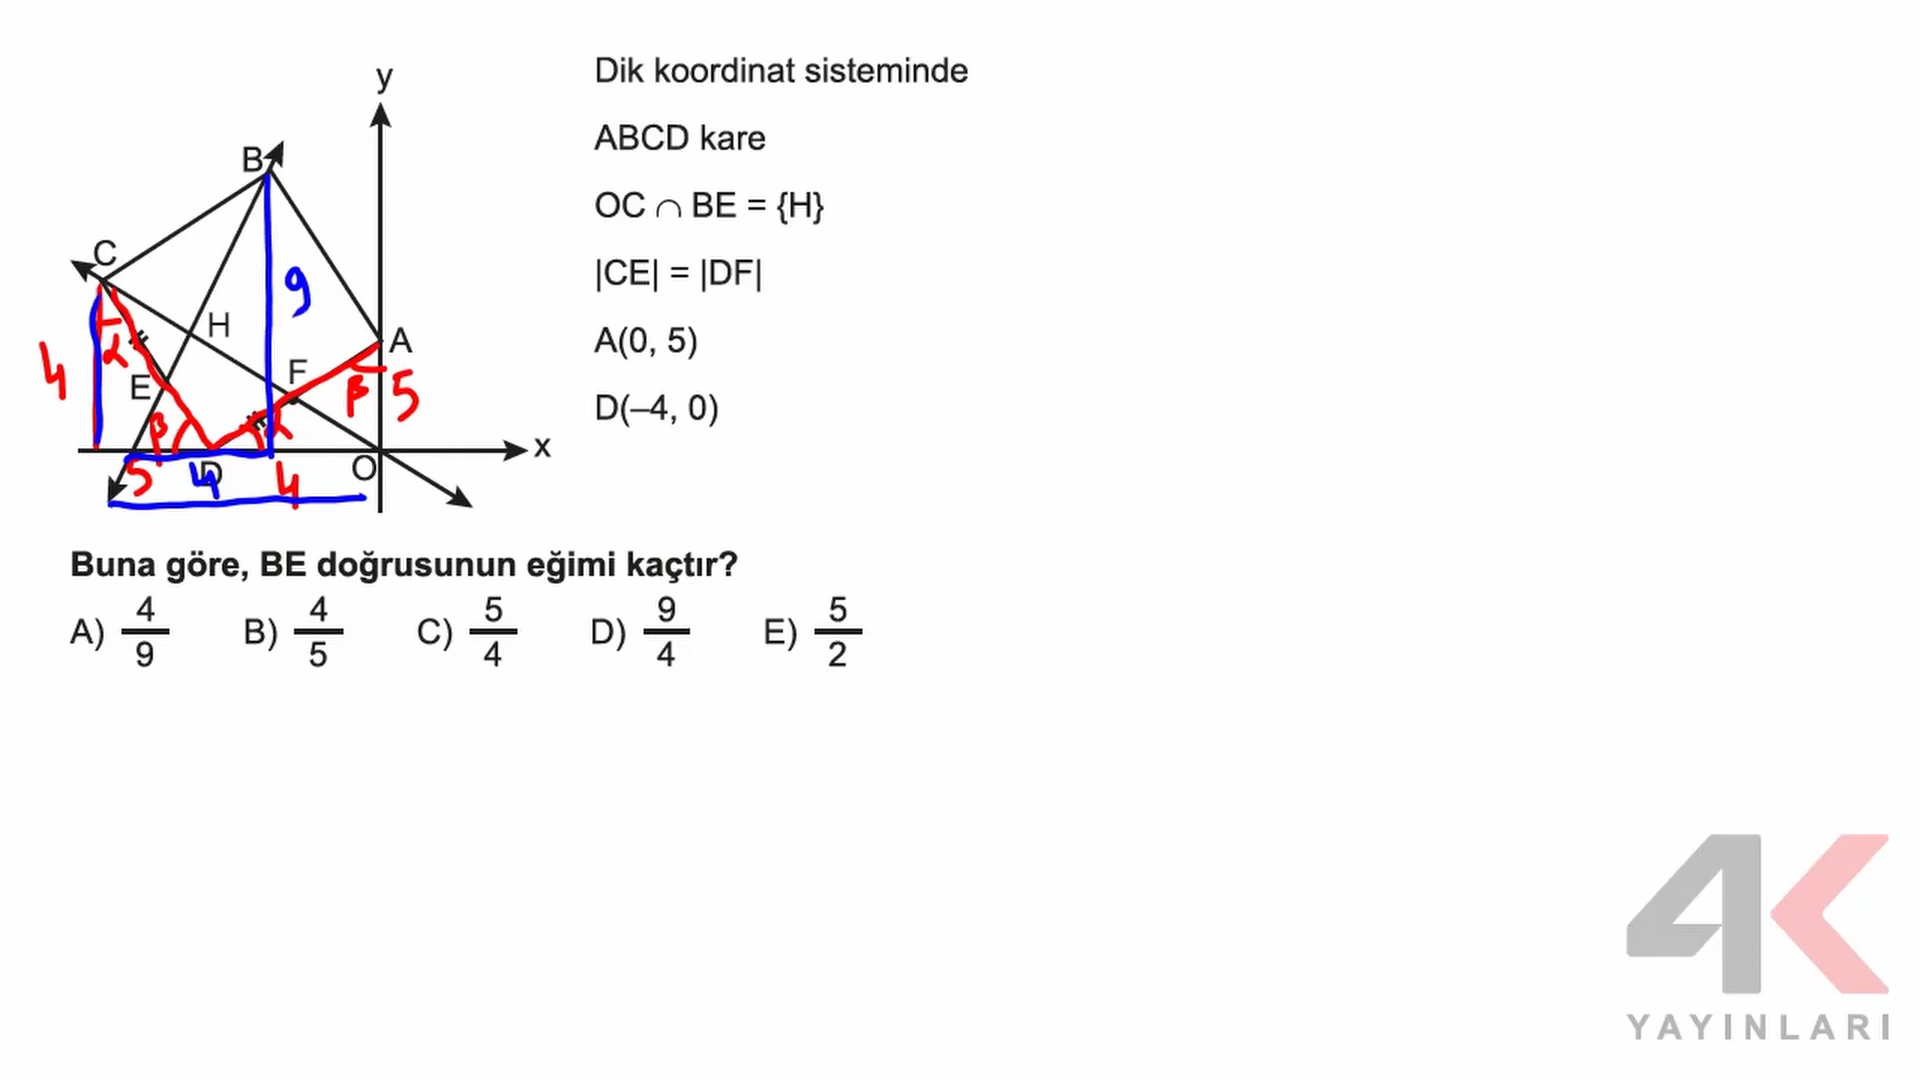 y
B
C
H
A
E
F
D
O
x
4
α
β
9
β
5
α
5
4
4
Dik koordinat sisteminde
ABCD kare
OC ∩ BE = {H}
|CE| = |DF|
A(0, 5)
D(–4, 0)
Buna göre, BE doğrusunun eğimi kaçtır?
A) 4/9 B) 4/5 C) 5/4 D) 9/4 E) 5/2
4K
YAYINLARI